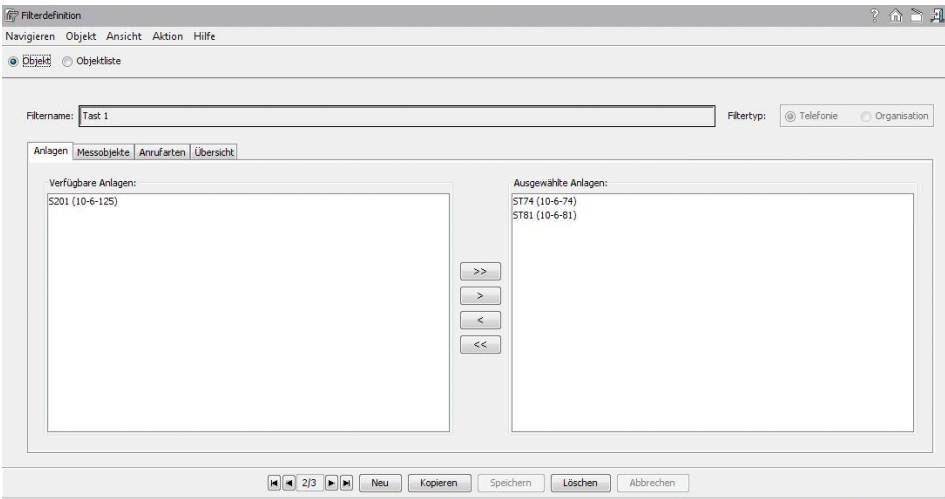 Filterdefinition
Navigieren Objekt Ansicht Aktion Hilfe
Objekt Objektliste
Filtername: Tast 1 Filtertyp: Telefonie Organisation
Anlagen Messobjekte Anrufarten Übersicht
Verfügbare Anlagen: Ausgewählte Anlagen:
S201 (10-6-125) ST74 (10-6-74)
ST81 (10-6-81)
>>
>
<
<<
2/3 Neu Kopieren Speichern Löschen Abbrechen